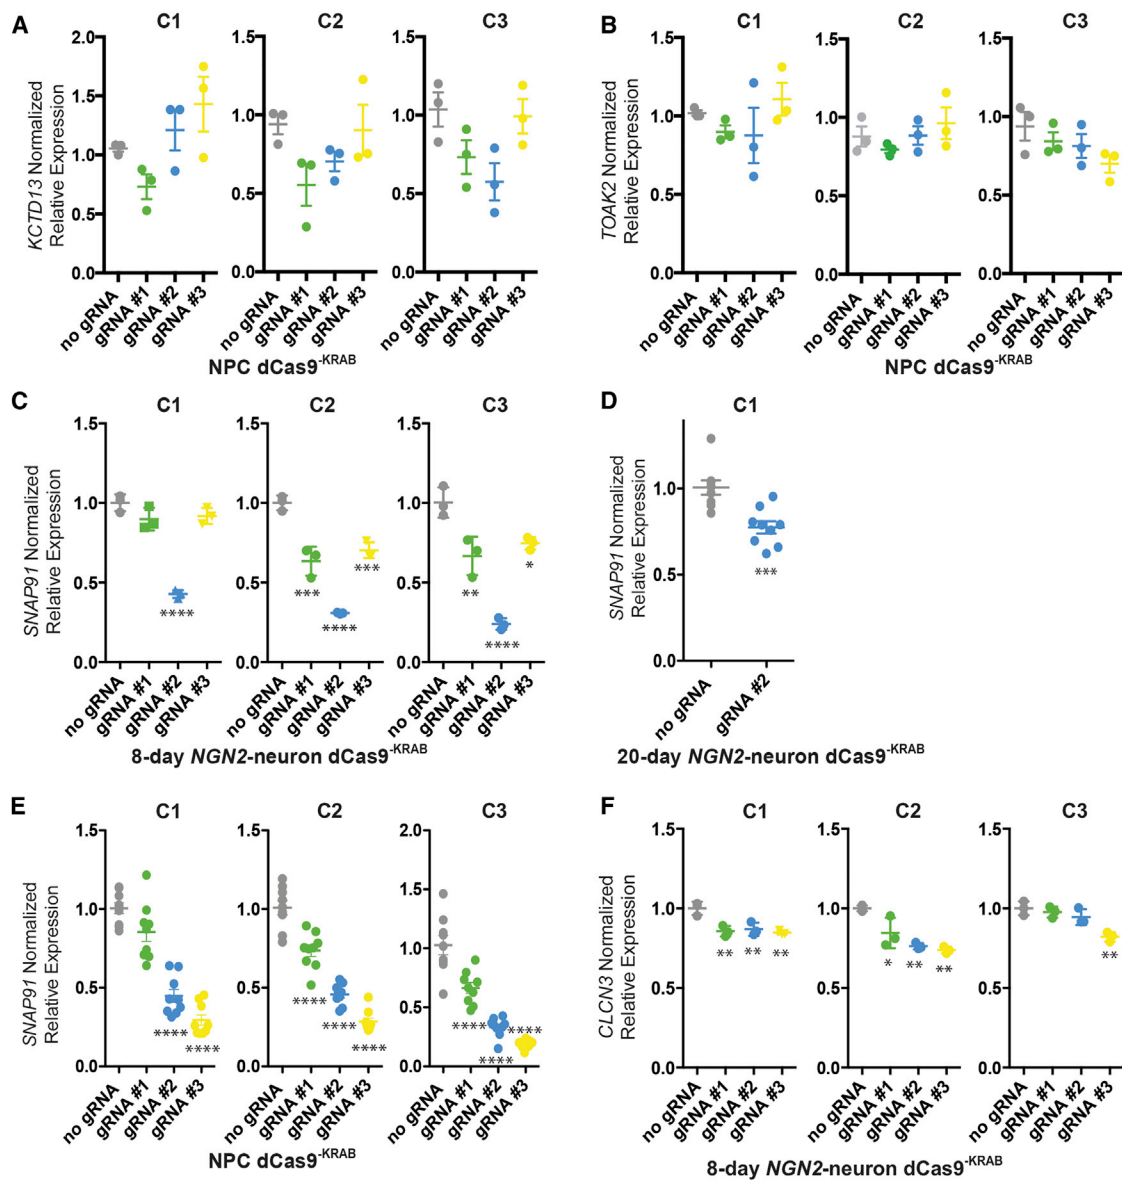 A
C1
C2
C3
KCTD13 Normalized
Relative Expression
2.0
1.5
1.0
0.5
0.0
1.5
1.0
0.5
0.0
1.5
1.0
0.5
0.0
no gRNA
gRNA #1
gRNA #2
gRNA #3
no gRNA
gRNA #1
gRNA #2
gRNA #3
no gRNA
gRNA #1
gRNA #2
gRNA #3
NPC dCas9-KRAB
B
C1
C2
C3
TOAK2 Normalized
Relative Expression
1.5
1.0
0.5
0.0
1.5
1.0
0.5
0.0
1.5
1.0
0.5
0.0
no gRNA
gRNA #1
gRNA #2
gRNA #3
no gRNA
gRNA #1
gRNA #2
gRNA #3
no gRNA
gRNA #1
gRNA #2
gRNA #3
NPC dCas9-KRAB
C
C1
C2
C3
SNAP91 Normalized
Relative Expression
1.5
1.0
0.5
0.0
****
1.5
1.0
0.5
0.0
***
****
***
1.5
1.0
0.5
0.0
**
****
*
no gRNA
gRNA #1
gRNA #2
gRNA #3
no gRNA
gRNA #1
gRNA #2
gRNA #3
no gRNA
gRNA #1
gRNA #2
gRNA #3
8-day NGN2-neuron dCas9-KRAB
D
C1
SNAP91 Normalized
Relative Expression
1.0
0.5
0.0
***
no gRNA
gRNA #2
20-day NGN2-neuron dCas9-KRAB
E
C1
C2
C3
SNAP91 Normalized
Relative Expression
1.5
1.0
0.5
0.0
****
****
1.5
1.0
0.5
0.0
****
****
****
2.0
1.5
1.0
0.5
0.0
****
****
****
no gRNA
gRNA #1
gRNA #2
gRNA #3
no gRNA
gRNA #1
gRNA #2
gRNA #3
no gRNA
gRNA #1
gRNA #2
gRNA #3
NPC dCas9-KRAB
F
C1
C2
C3
CLCN3 Normalized
Relative Expression
1.5
1.0
0.5
0.0
**
**
**
1.5
1.0
0.5
0.0
*
**
**
1.5
1.0
0.5
0.0
**
no gRNA
gRNA #1
gRNA #2
gRNA #3
no gRNA
gRNA #1
gRNA #2
gRNA #3
no gRNA
gRNA #1
gRNA #2
gRNA #3
8-day NGN2-neuron dCas9-KRAB